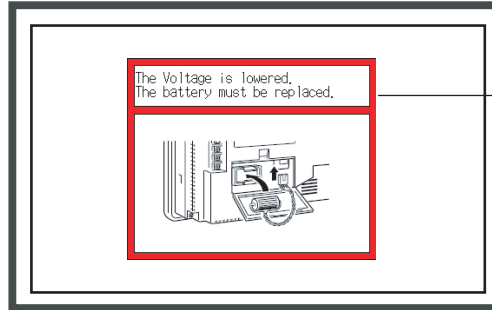 The Voltage is lowered.
The battery must be replaced.